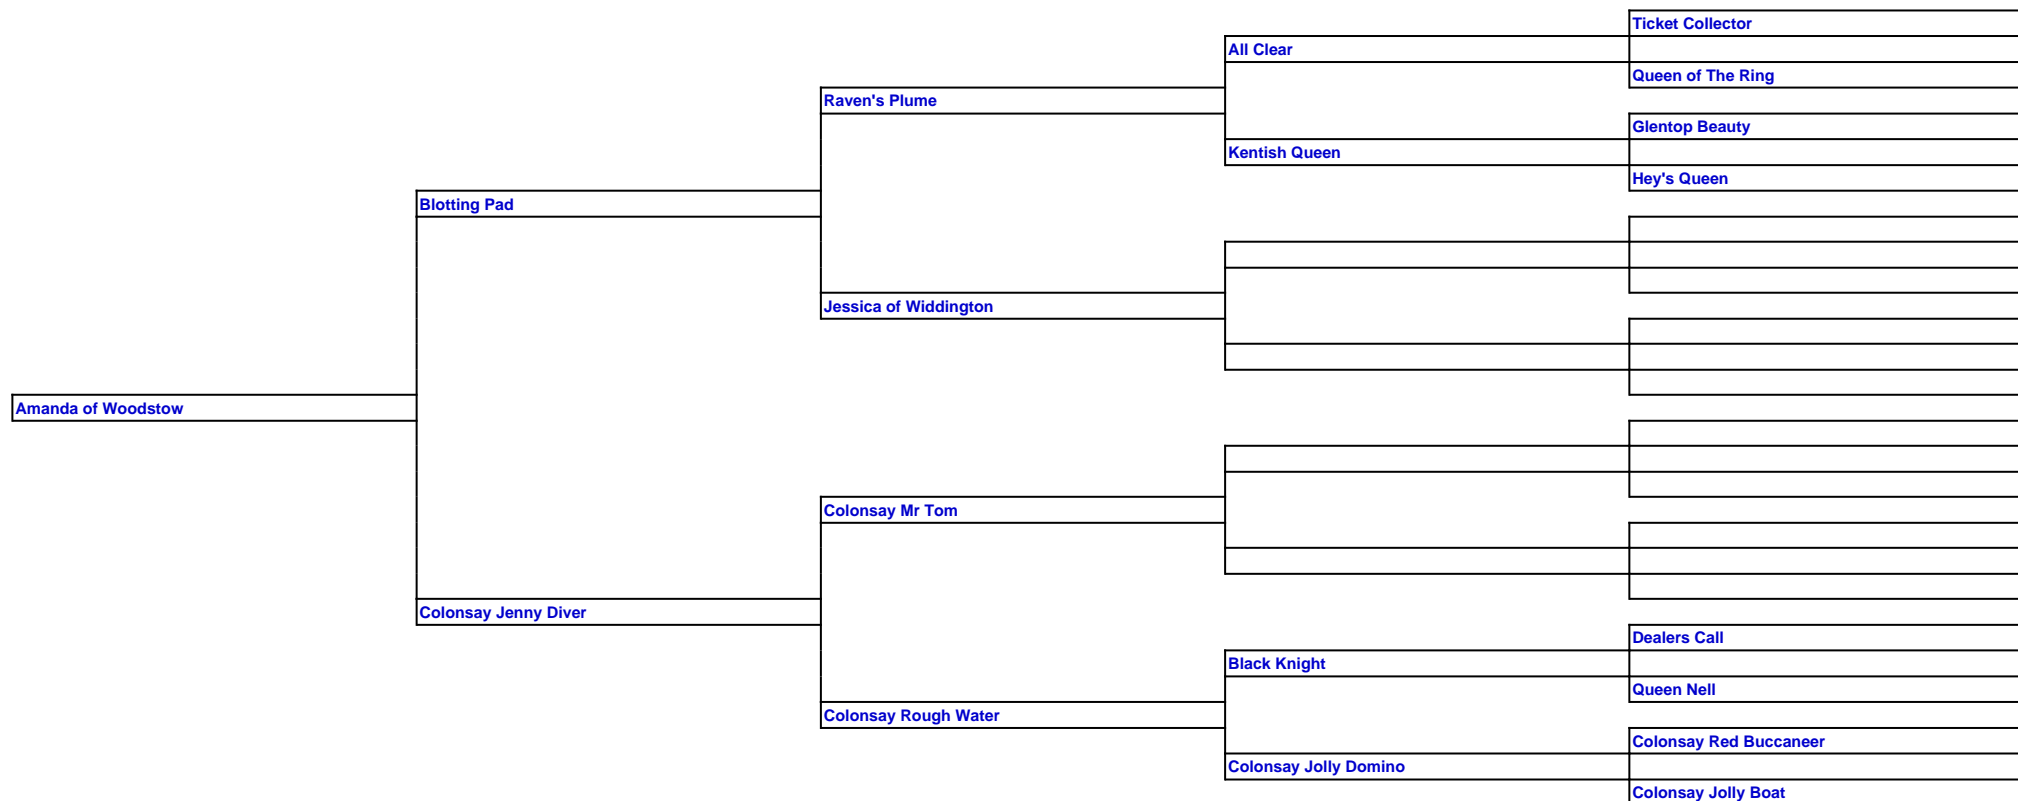 Ticket Collector
All Clear
Queen of The Ring
Raven's Plume
Glentop Beauty
Kentish Queen
Hey's Queen
Blotting Pad
Jessica of Widdington
Amanda of Woodstow
Colonsay Mr Tom
Colonsay Jenny Diver
Dealers Call
Black Knight
Queen Nell
Colonsay Rough Water
Colonsay Red Buccaneer
Colonsay Jolly Domino
Colonsay Jolly Boat